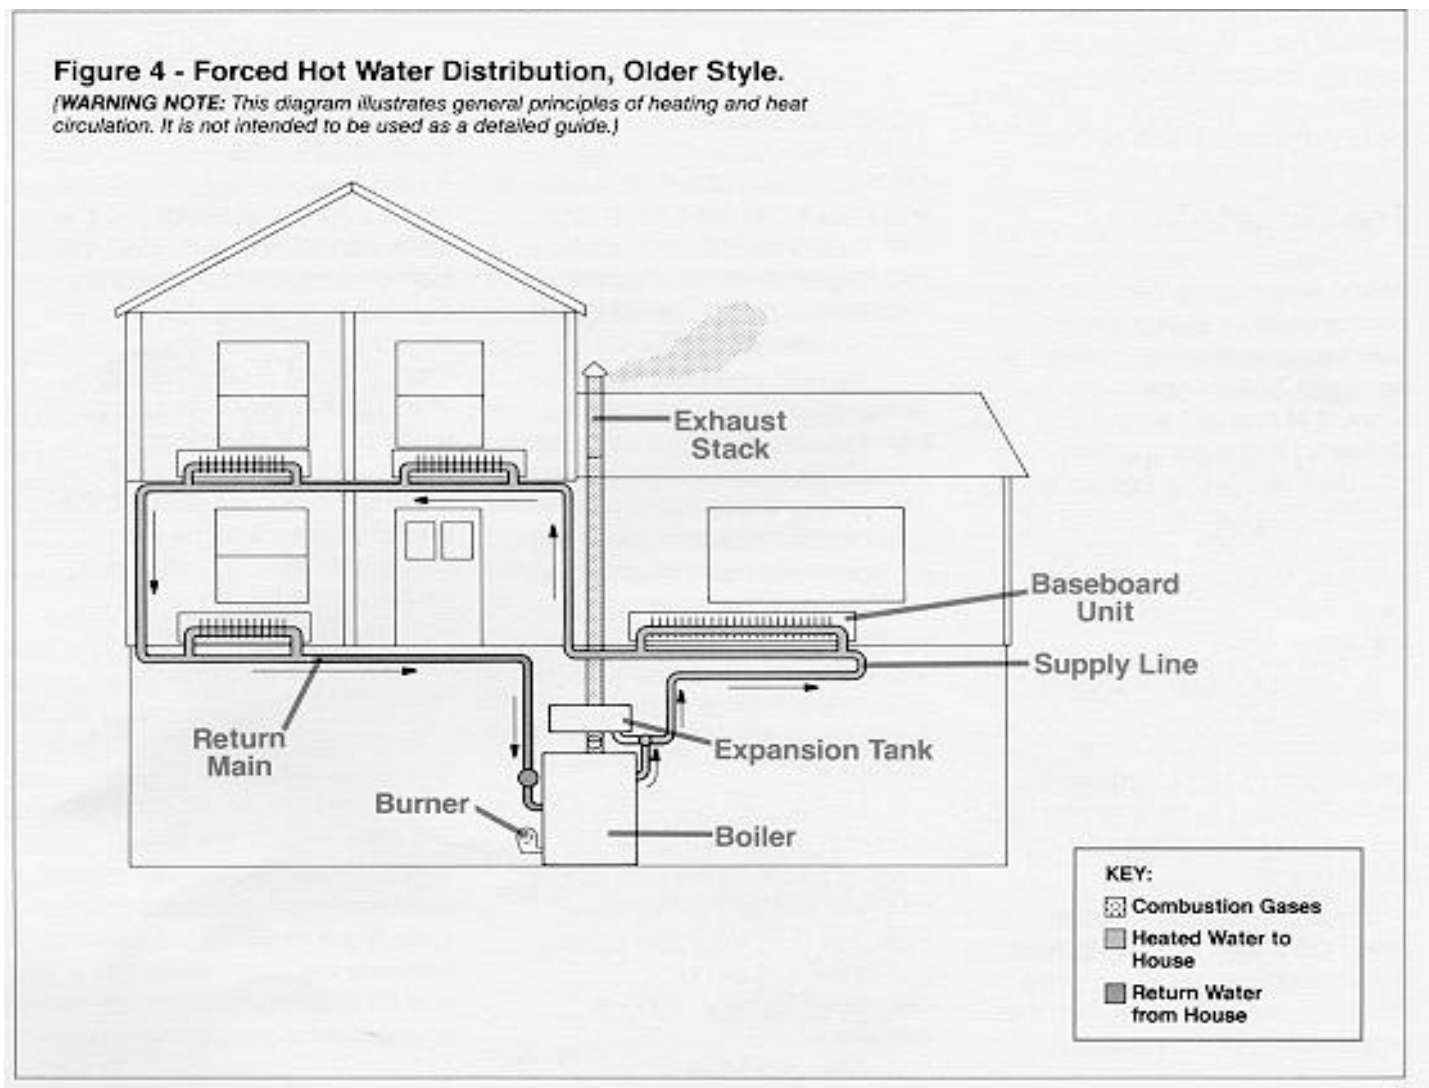 Figure 4 - Forced Hot Water Distribution, Older Style.
(WARNING NOTE: This diagram illustrates general principles of heating and heat
circulation. It is not intended to be used as a detailed guide.)
Exhaust
Stack
Baseboard
Unit
Supply Line
Return
Main
Expansion Tank
Burner
Boiler
KEY:
Combustion Gases
Heated Water to
House
Return Water
from House